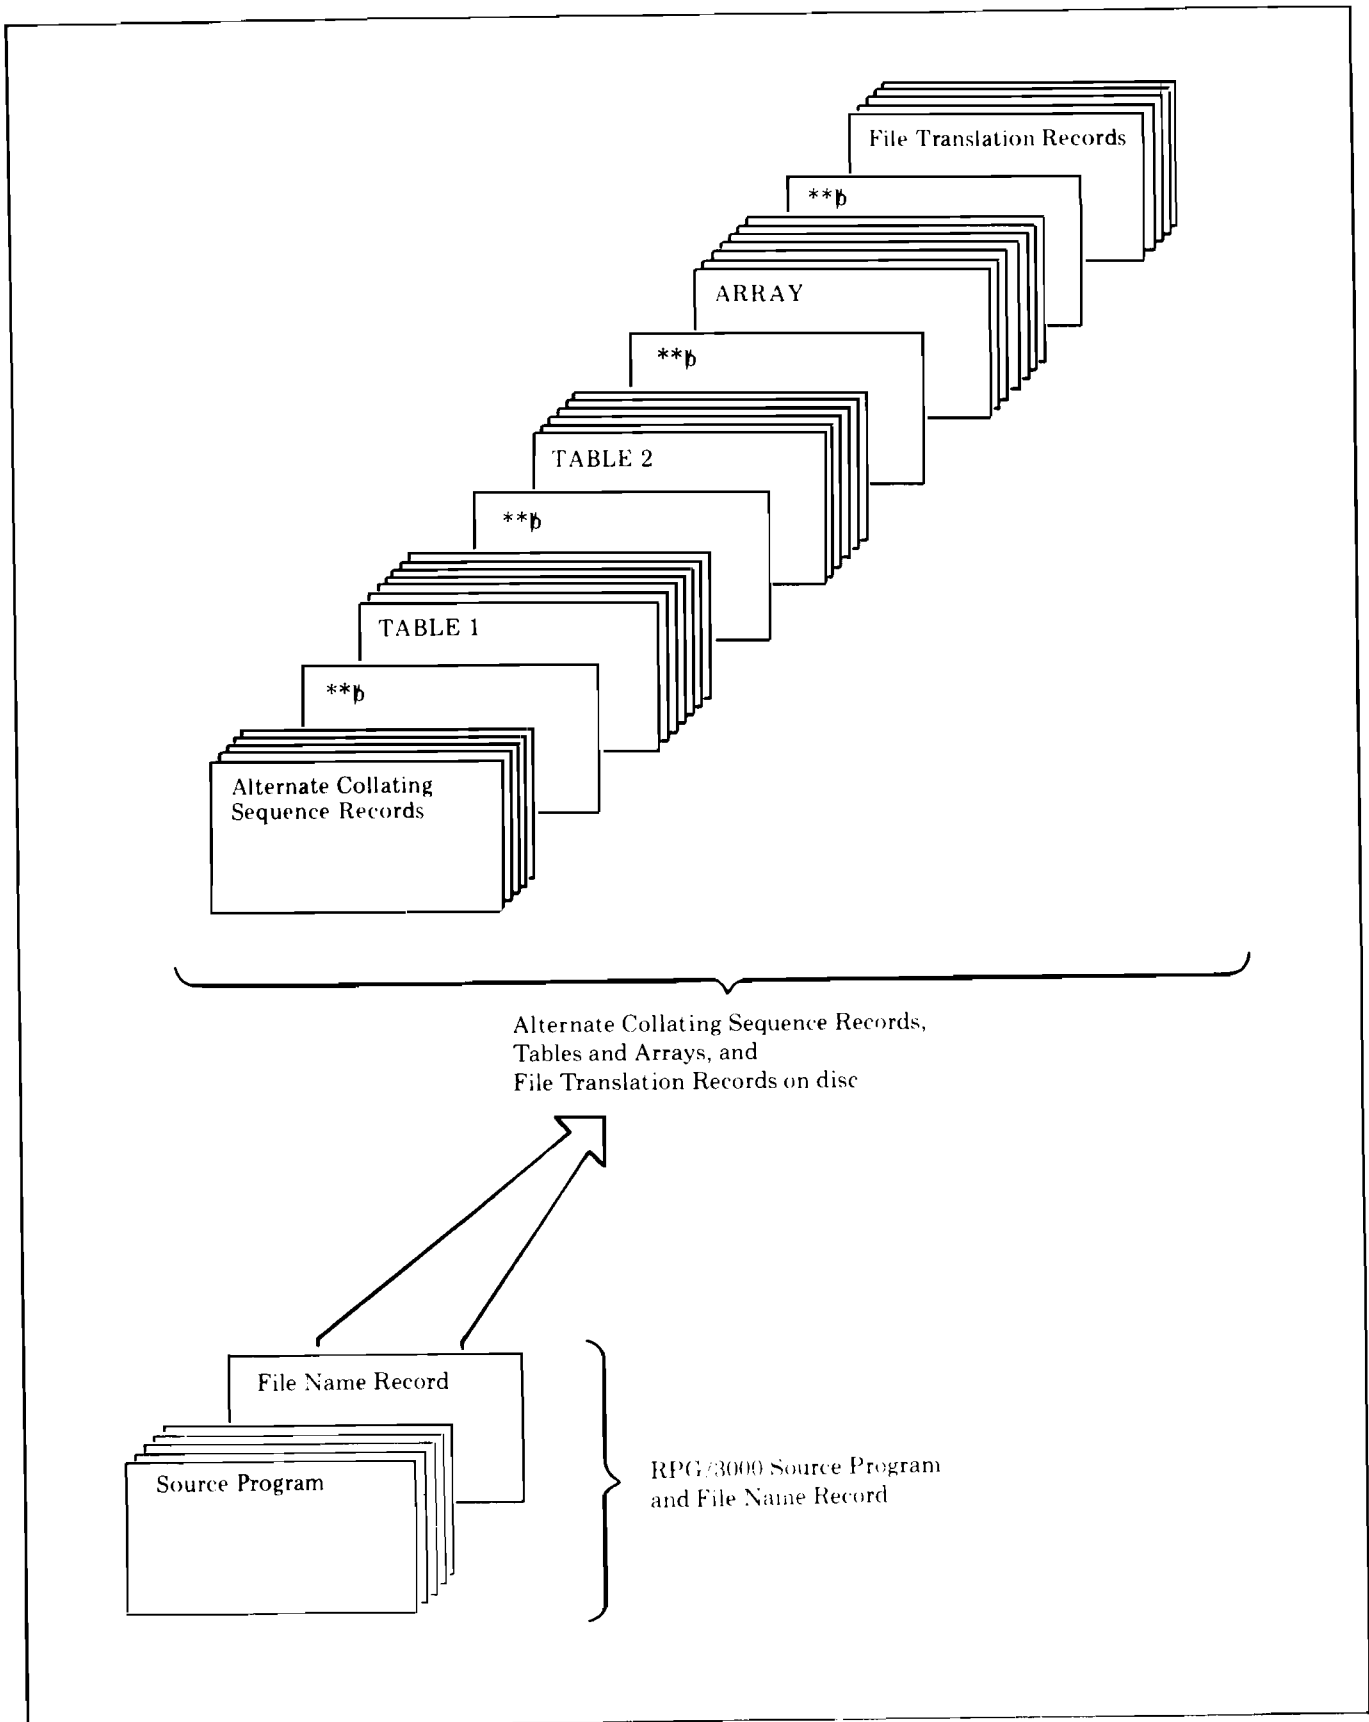 File Translation Records
**ƀ
ARRAY
**ƀ
TABLE 2
**ƀ
TABLE 1
**ƀ
Alternate Collating
Sequence Records
Alternate Collating Sequence Records,
Tables and Arrays, and
File Translation Records on disc
File Name Record
Source Program
RPG/3000 Source Program
and File Name Record